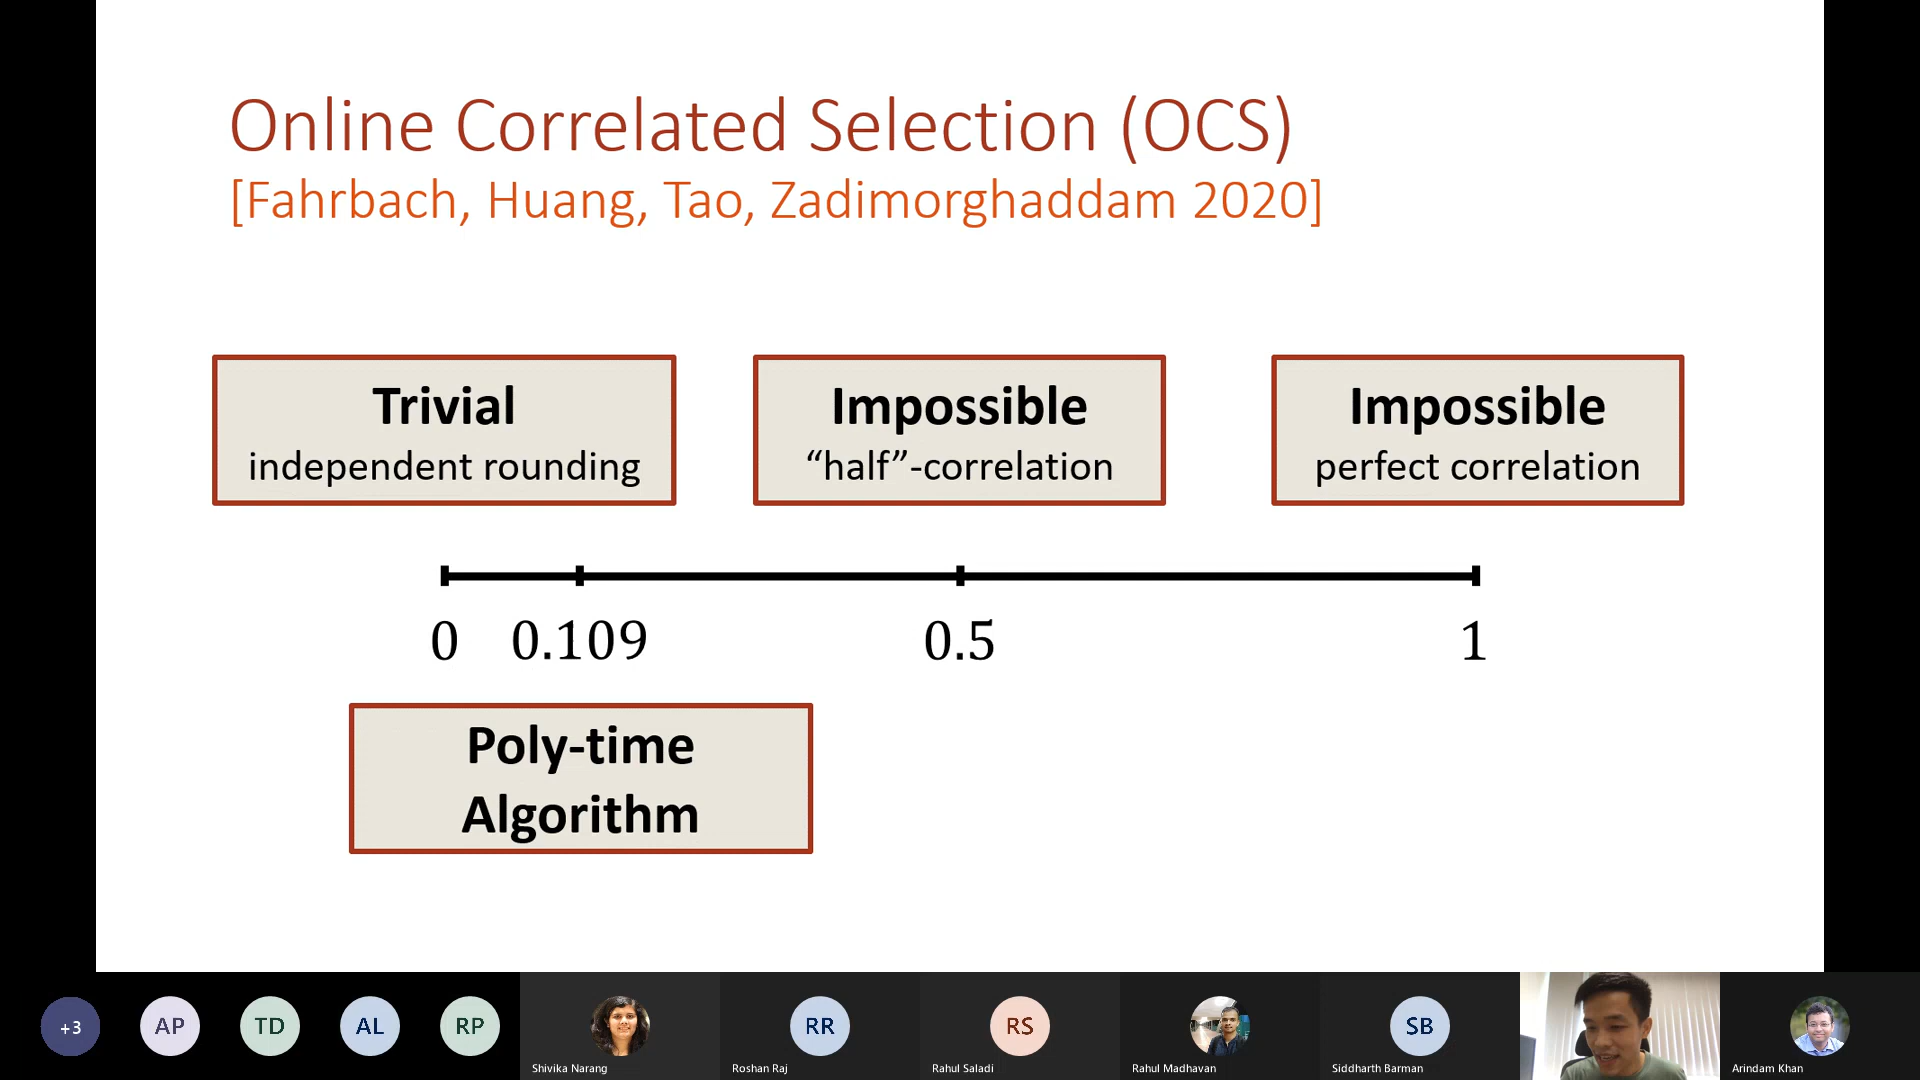 Online Correlated Selection (OCS)
[Fahrbach, Huang, Tao, Zadimorghaddam 2020]
Trivial
independent rounding
Impossible
“half”-correlation
Impossible
perfect correlation
0 0.109 0.5 1
Poly-time
Algorithm
+3 AP TD AL RP RR RS SB
Shivika Narang Roshan Raj Rahul Saladi Rahul Madhavan Siddharth Barman Arindam Khan